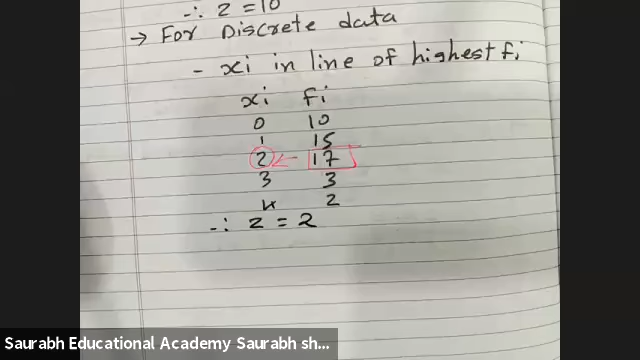 ∴ z = 10
→ For Discrete data
- xi in line of highest fi
xi fi
0 10
1 15
2 ← 17
3 3
4 2
∴ z = 2
Saurabh Educational Academy Saurabh sh...